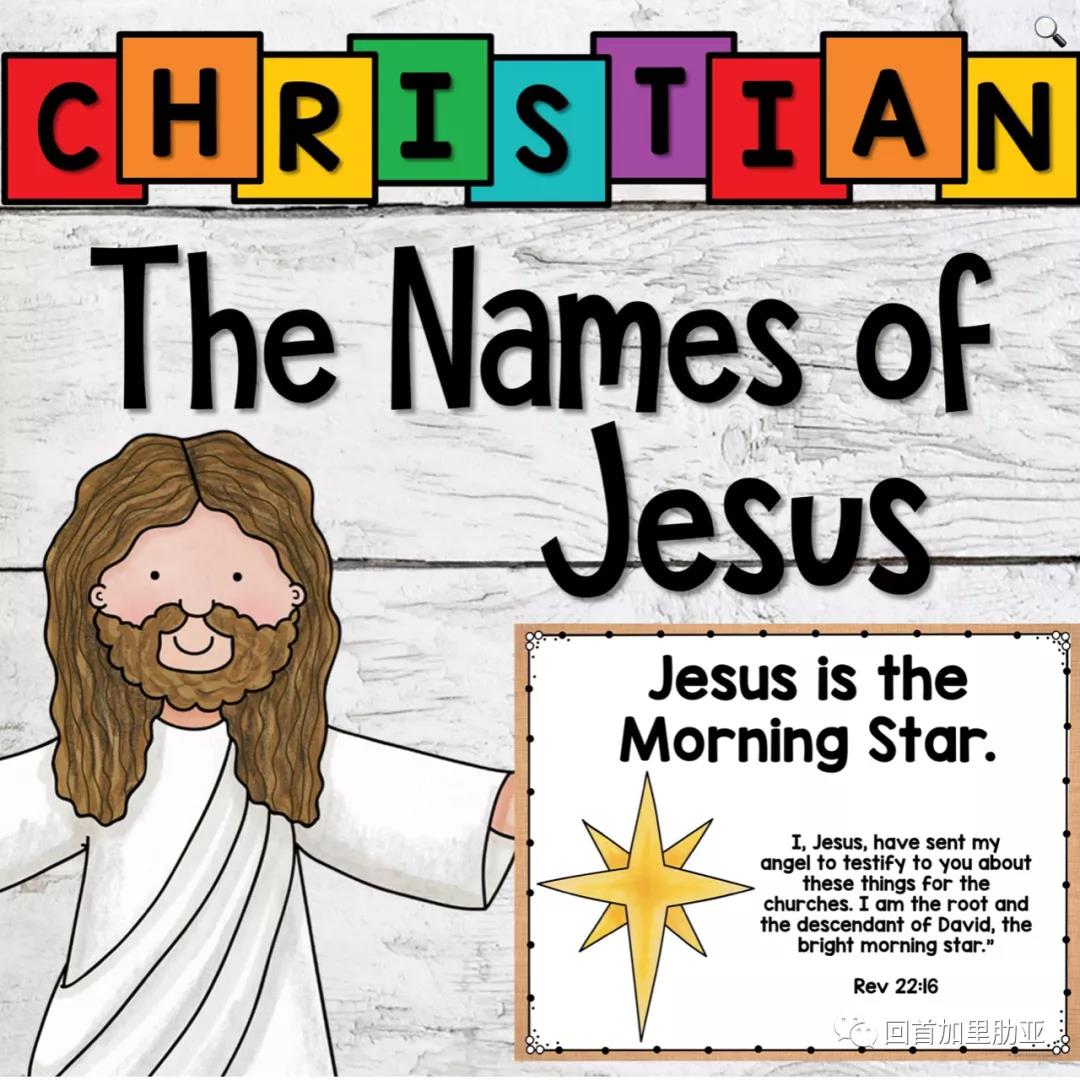 CHRISTIAN
The Names of
Jesus
Jesus is the
Morning Star.
I, Jesus, have sent my
angel to testify to you about
these things for the
churches. I am the root and
the descendant of David, the
bright morning star.”
Rev 22:16
回首加里肋亚